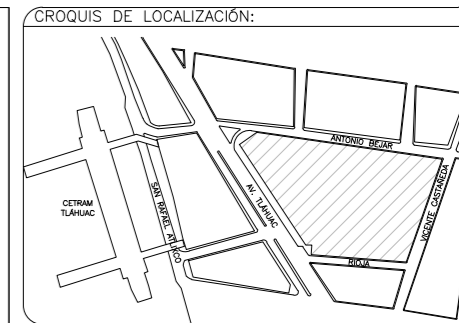 CROQUIS DE LOCALIZACIÓN:
ANTONIO BEJAR
CETRAM
TLÁHUAC
SAN RAFAEL ATLIXCO
AV. TLÁHUAC
VICENTE CASTAÑEDA
RIOJA